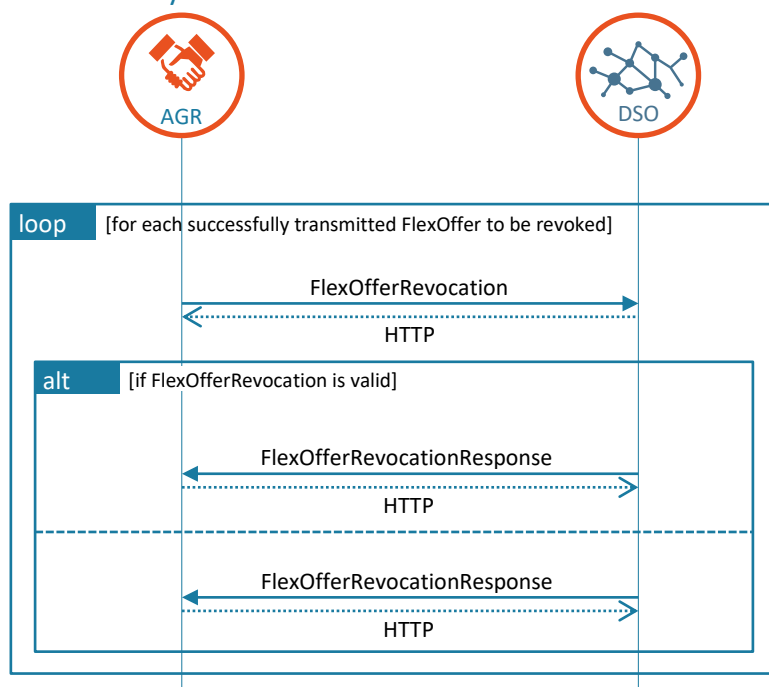 AGR
DSO
loop
[for each successfully transmitted FlexOffer to be revoked]
FlexOfferRevocation
HTTP
alt
[if FlexOfferRevocation is valid]
FlexOfferRevocationResponse
HTTP
FlexOfferRevocationResponse
HTTP